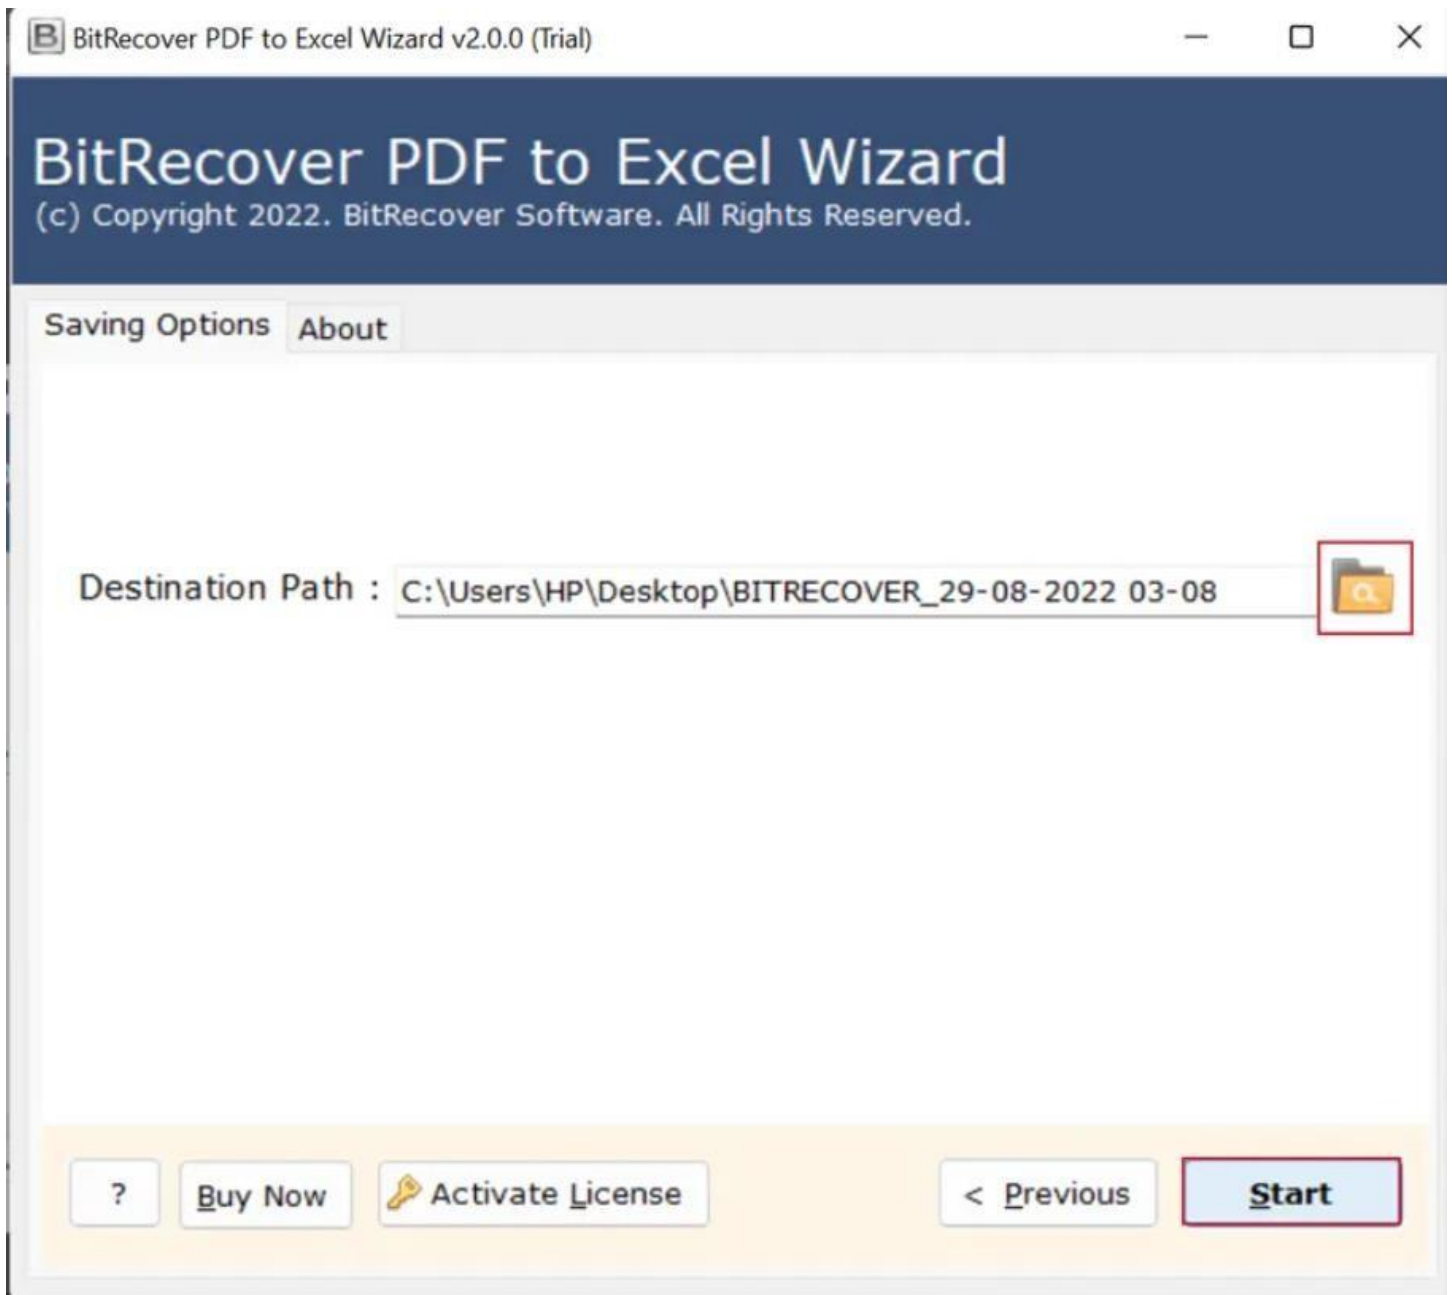 B BitRecover PDF to Excel Wizard v2.0.0 (Trial)
BitRecover PDF to Excel Wizard
(c) Copyright 2022. BitRecover Software. All Rights Reserved.
Saving Options About
Destination Path : C:\Users\HP\Desktop\BITRECOVER_29-08-2022 03-08
? Buy Now Activate License < Previous Start